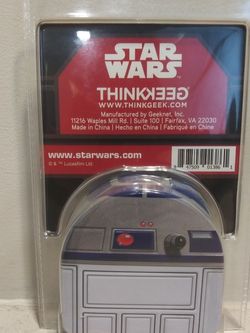 STAR
WARS
THINKGEEK
WWW.THINKGEEK.COM
Manufactured by Geeknet, Inc.
11216 Waples Mill Rd. | Suite 100 | Fairfax, VA 22030
Made in China | Hecho en China | Fabriqué en Chine
www.starwars.com
© & ™ Lucasfilm Ltd.